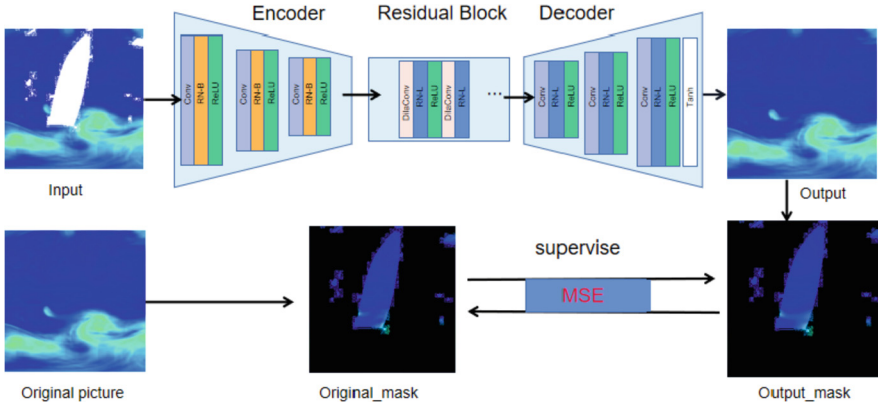 Encoder
Residual Block
Decoder
Conv
RN-B
ReLU
Conv
RN-B
ReLU
Conv
RN-B
ReLU
DilaConv
RN-L
ReLU
DilaConv
RN-L
...
Conv
RN-L
ReLU
Conv
RN-L
ReLU
Conv
RN-L
ReLU
Tanh
Input
Output
supervise
MSE
Original picture
Original_mask
Output_mask